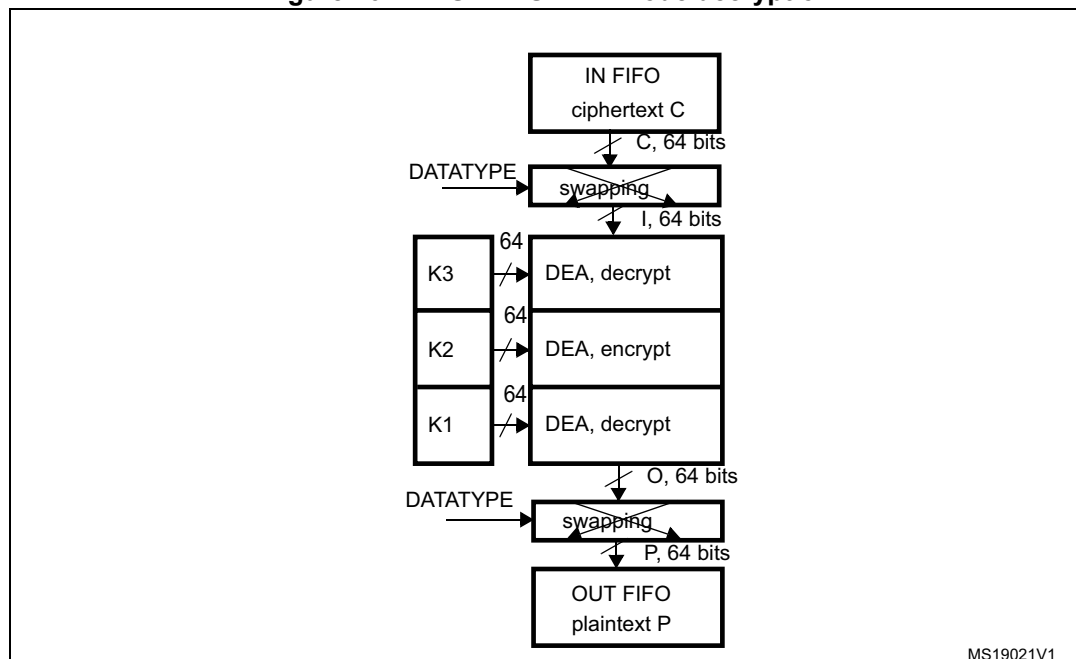 IN FIFO
ciphertext C
C, 64 bits
DATATYPE
swapping
I, 64 bits
64
K3
DEA, decrypt
64
K2
DEA, encrypt
64
K1
DEA, decrypt
O, 64 bits
DATATYPE
swapping
P, 64 bits
OUT FIFO
plaintext P
MS19021V1